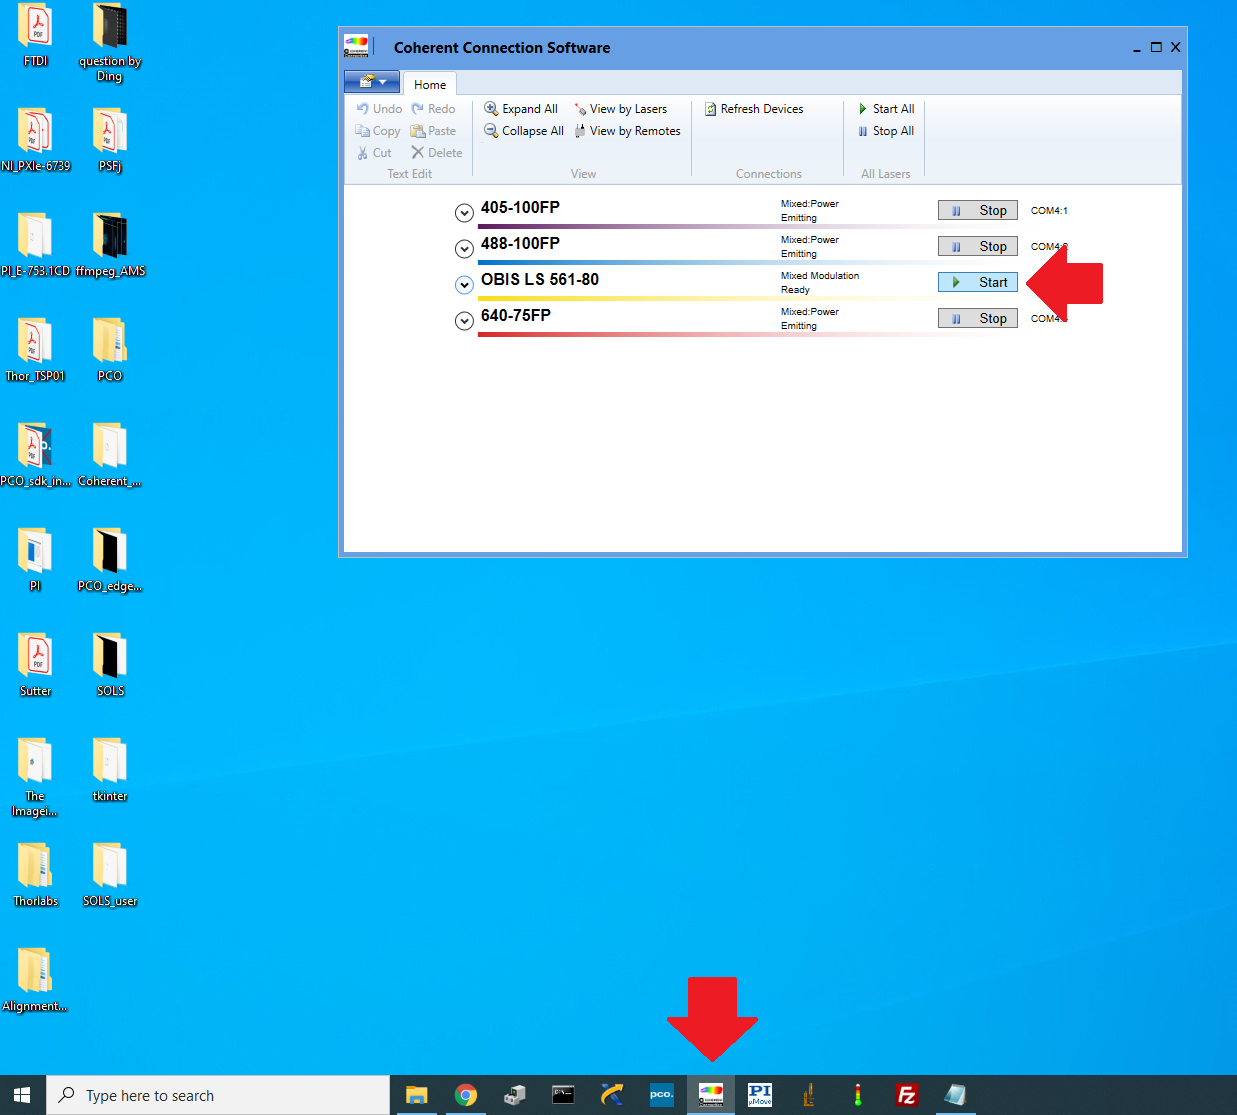 FTDI
question by
Ding
NI_PXIe-6739
PSFj
PI_E-753.1CD
ffmpeg_AMS
Thor_TSP01
PCO
PCO_sdk_in...
Coherent_...
PI
PCO_edge...
Sutter
SOLS
The
Imagei...
tkinter
Thorlabs
SOLS_user
Alignment...
Coherent Connection Software
Home
Undo
Redo
Expand All
View by Lasers
Refresh Devices
Start All
Copy
Paste
Collapse All
View by Remotes
Stop All
Cut
Delete
Text Edit
View
Connections
All Lasers
405-100FP
Mixed:Power
Emitting
Stop
COM4:1
488-100FP
Mixed:Power
Emitting
Stop
OBIS LS 561-80
Mixed Modulation
Ready
Start
640-75FP
Mixed:Power
Emitting
Stop
Type here to search
pco.
PI
µMove
Fz